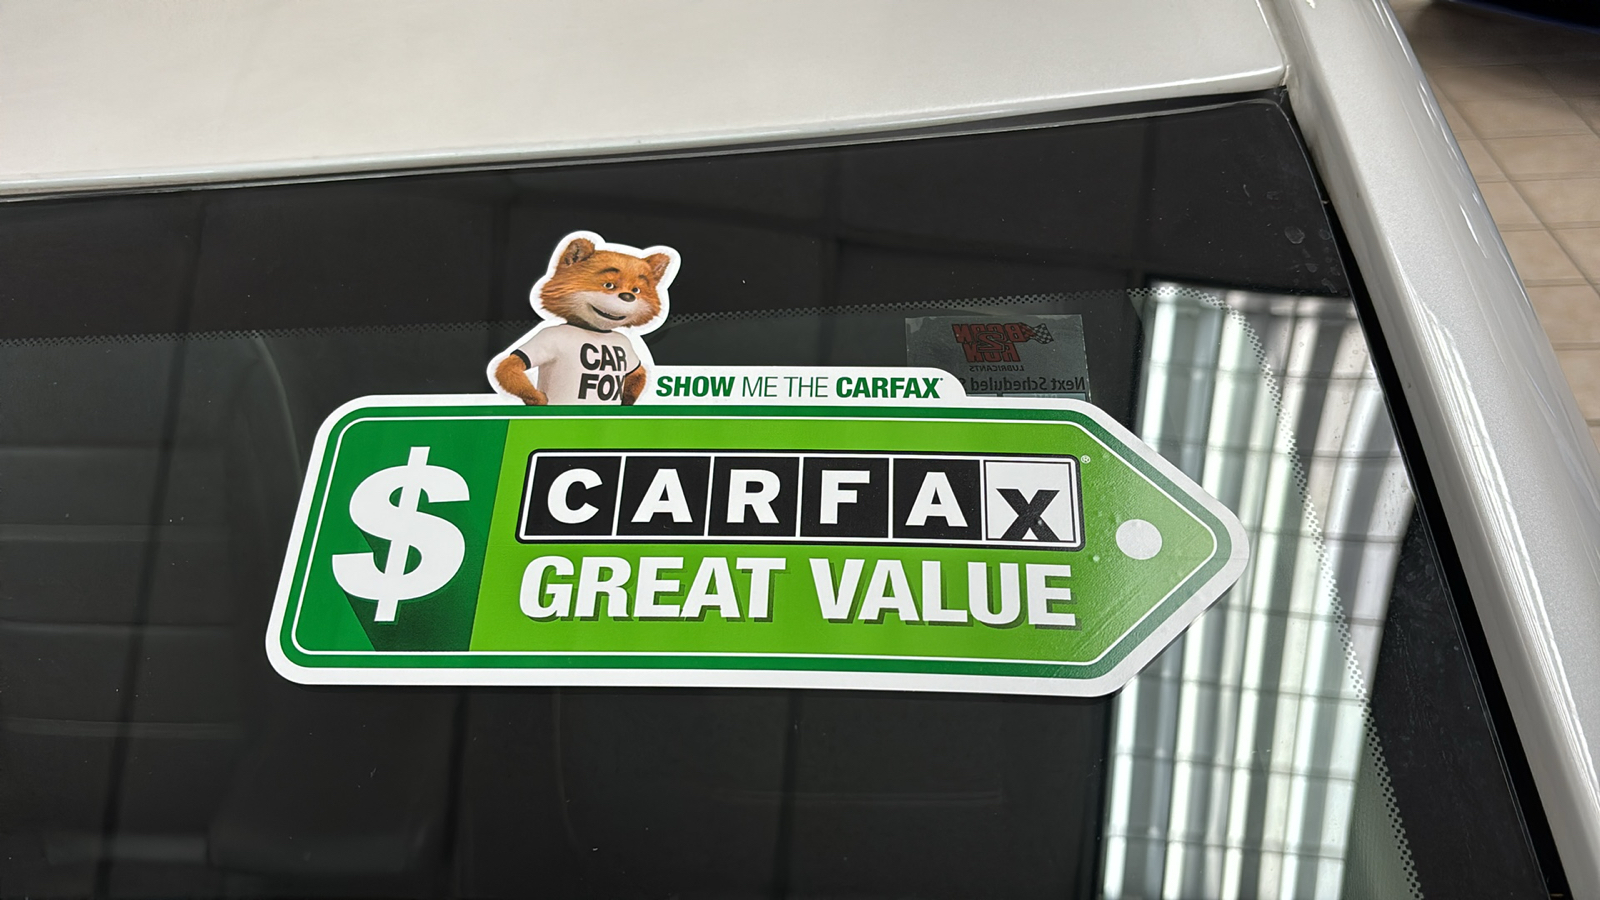 CAR
FOX
SHOW ME THE CARFAX
$ CARFAX®
GREAT VALUE
LUBRICANTS
Next Scheduled